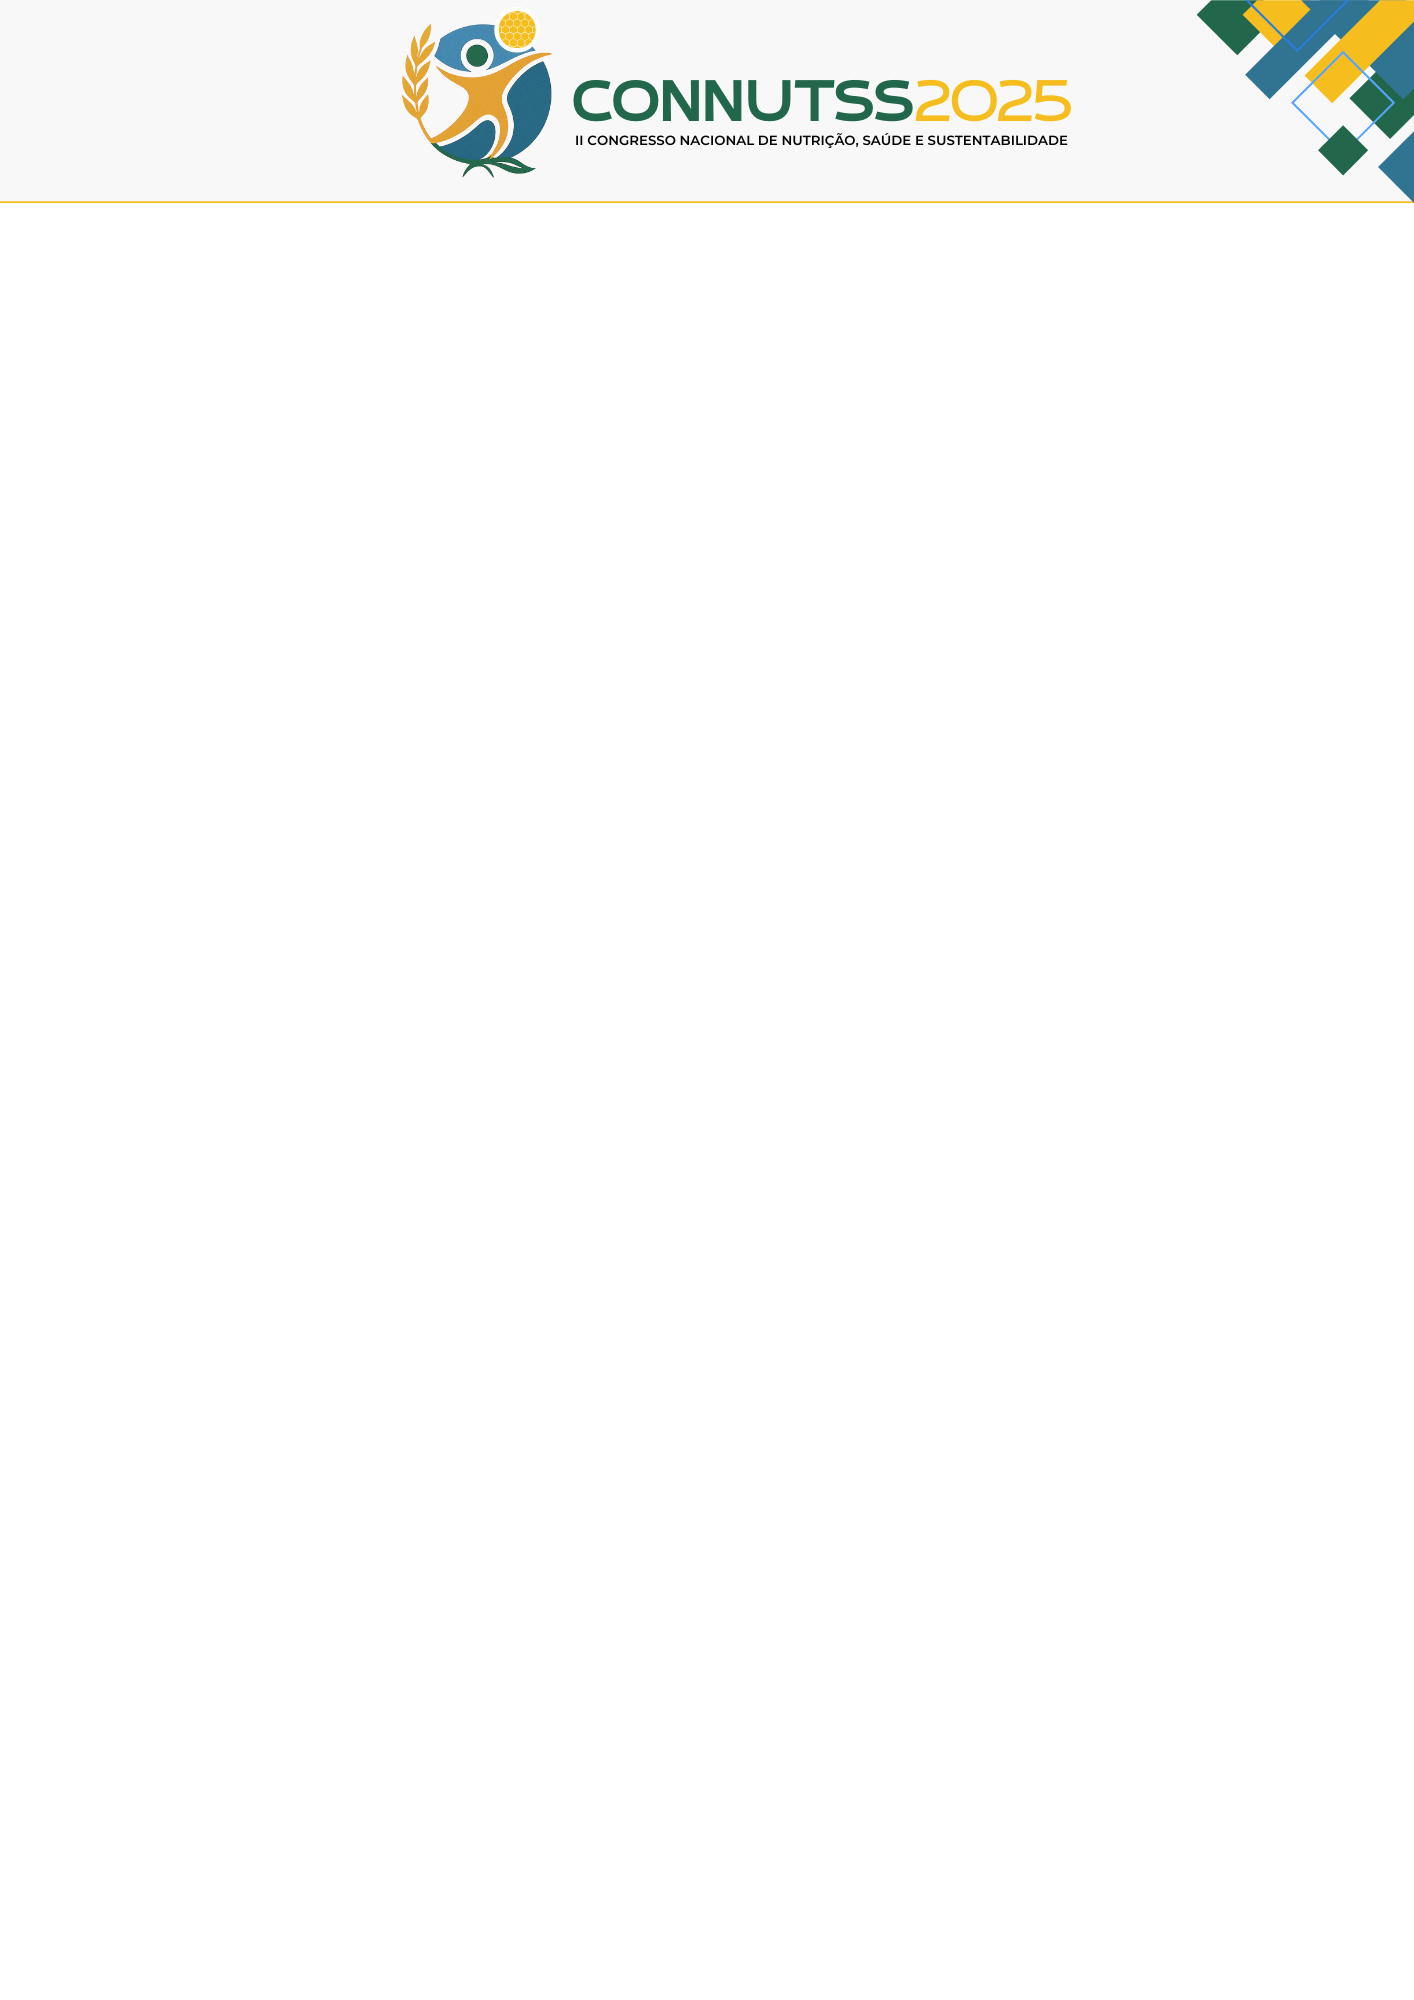 CONNUTSS2025
II CONGRESSO NACIONAL DE NUTRIÇÃO, SAÚDE E SUSTENTABILIDADE